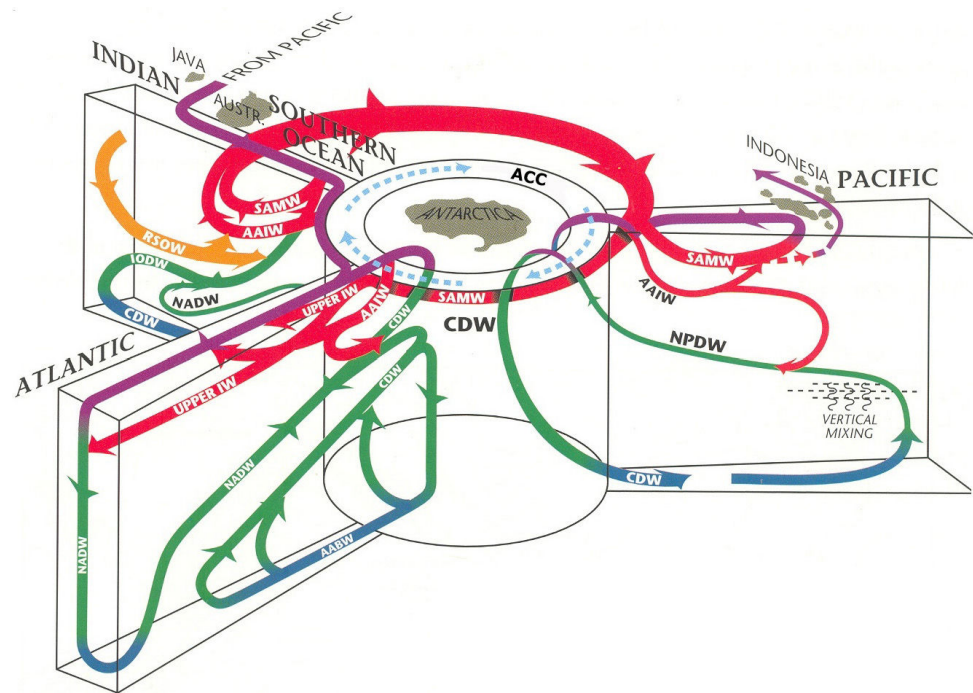 INDIAN
JAVA
FROM PACIFIC
AUSTR.
SOUTHERN
OCEAN
ACC
ANTARCTICA
INDONESIA
PACIFIC
SAMW
AAIW
RSOW
IODW
NADW
CDW
UPPER IW
AAIW
CDW
SAMW
CDW
SAMW
AAIW
NPDW
ATLANTIC
UPPER IW
CDW
NADW
NADW
AABW
VERTICAL
MIXING
CDW